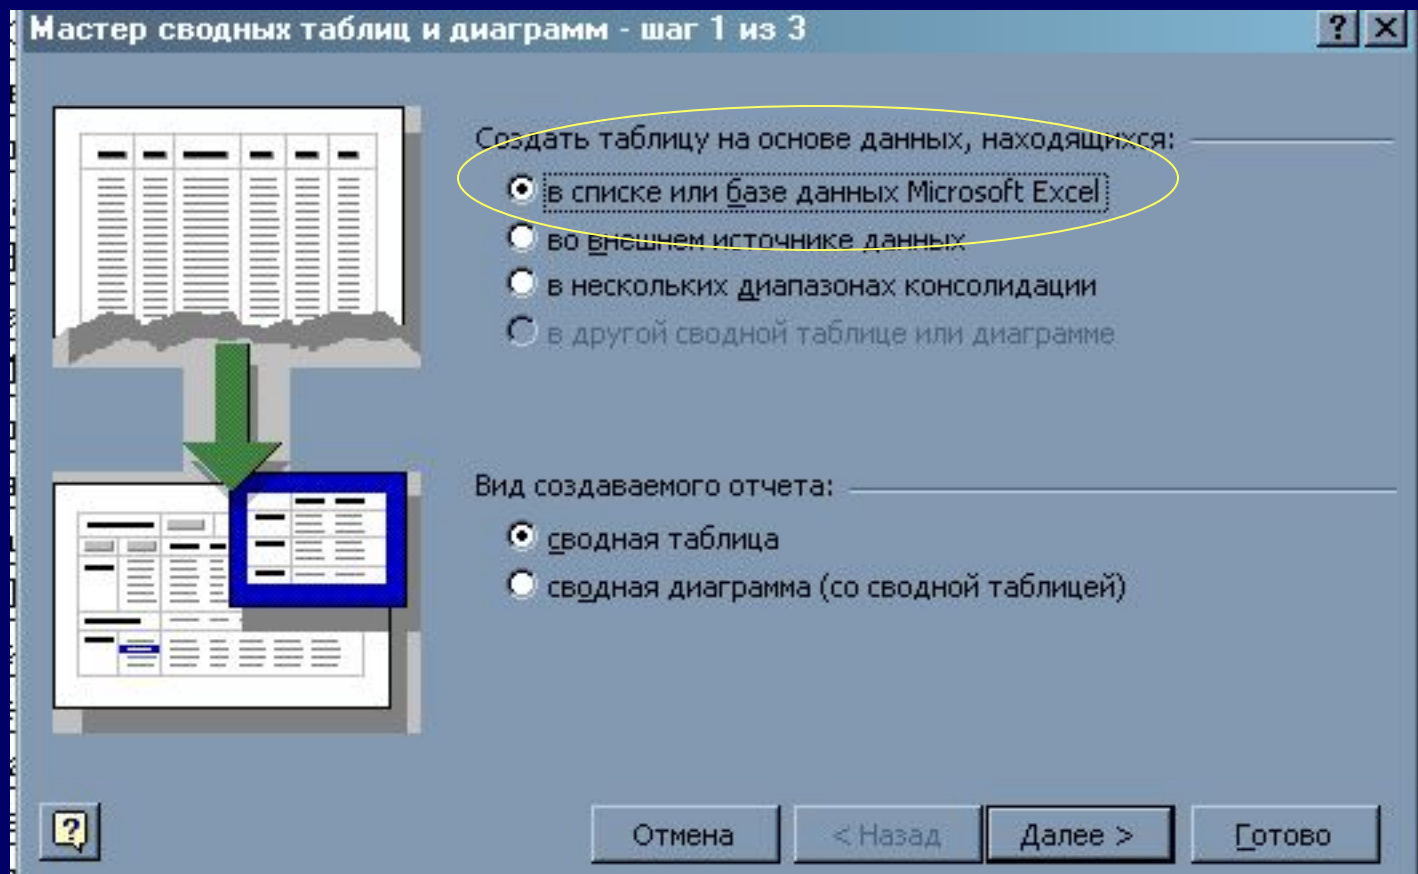 Мастер сводных таблиц и диаграмм - шаг 1 из 3
Создать таблицу на основе данных, находящихся:
в списке или базе данных Microsoft Excel
во внешнем источнике данных
в нескольких диапазонах консолидации
в другой сводной таблице или диаграмме
Вид создаваемого отчета:
сводная таблица
сводная диаграмма (со сводной таблицей)
Отмена
< Назад
Далее >
Готово